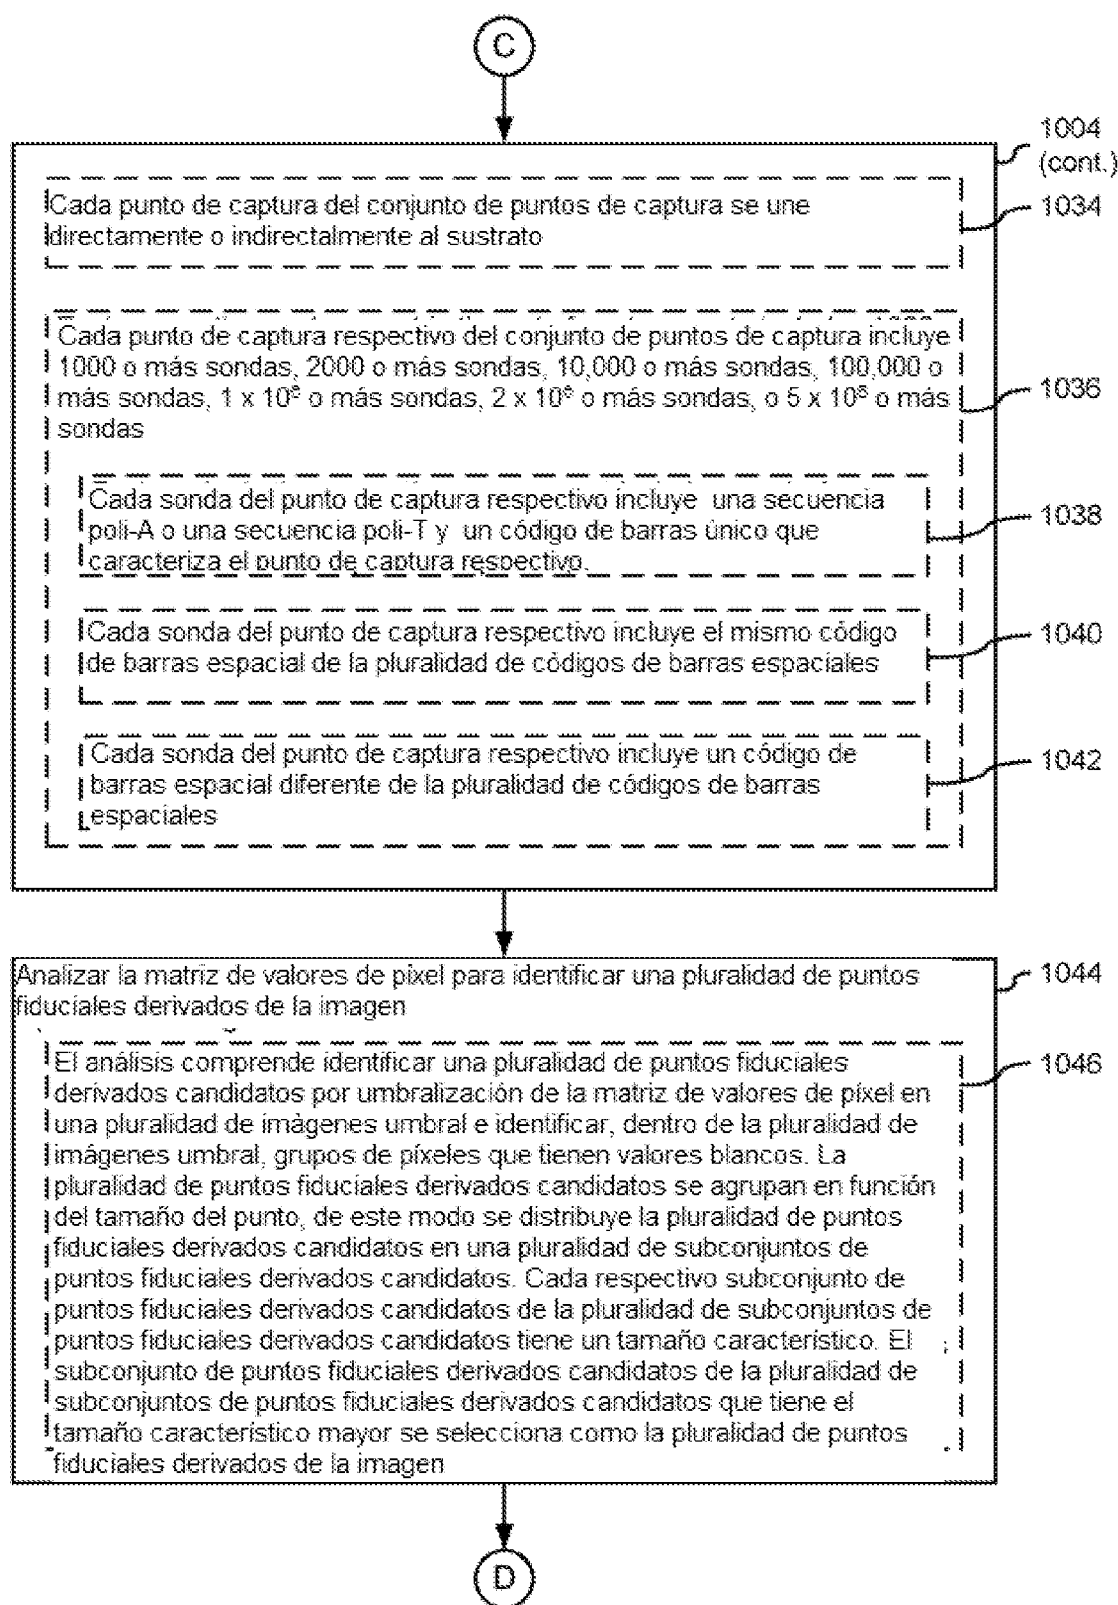 C
1004
(cont.)
Cada punto de captura del conjunto de puntos de captura se une
directamente o indirectalmente al sustrato
1034
Cada punto de captura respectivo del conjunto de puntos de captura incluye
1000 o más sondas, 2000 o más sondas, 10,000 o más sondas, 100,000 o
más sondas, 1 x 10 o más sondas, 2 x 10 o más sondas, o 5 x 10 o más
sondas
1036
Cada sonda del punto de captura respectivo incluye una secuencia
poli-A o una secuencia poli-T y un código de barras único que
caracteriza el punto de captura respectivo.
1038
Cada sonda del punto de captura respectivo incluye el mismo código
de barras espacial de la pluralidad de códigos de barras espaciales
1040
Cada sonda del punto de captura respectivo incluye un código de
barras espacial diferente de la pluralidad de códigos de barras
espaciales
1042
Analizar la matriz de valores de píxel para identificar una pluralidad de puntos
fiduciales derivados de la imagen
1044
El análisis comprende identificar una pluralidad de puntos fiduciales
derivados candidatos por umbralización de la matriz de valores de píxel en
una pluralidad de imágenes umbral e identificar, dentro de la pluralidad de
imágenes umbral, grupos de píxeles que tienen valores blancos. La
pluralidad de puntos fiduciales derivados candidatos se agrupan en función
del tamaño del punto, de este modo se distribuye la pluralidad de puntos
fiduciales derivados candidatos en una pluralidad de subconjuntos de
puntos fiduciales derivados candidatos. Cada respectivo subconjunto de
puntos fiduciales derivados candidatos de la pluralidad de subconjuntos de
puntos fiduciales derivados candidatos tiene un tamaño característico. El
subconjunto de puntos fiduciales derivados candidatos de la pluralidad de
subconjuntos de puntos fiduciales derivados candidatos que tiene el
tamaño característico mayor se selecciona como la pluralidad de puntos
fiduciales derivados de la imagen
1046
D